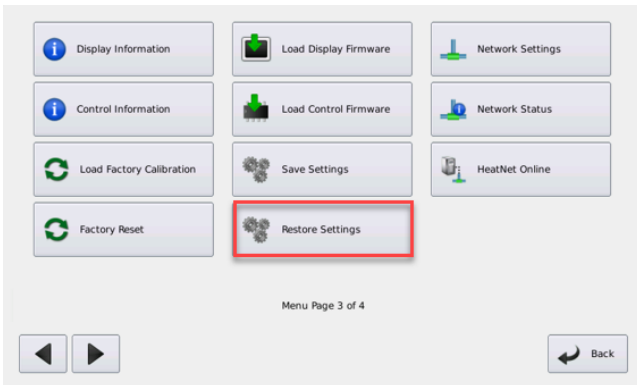 Display Information
Load Display Firmware
Network Settings
Control Information
Load Control Firmware
Network Status
Load Factory Calibration
Save Settings
HeatNet Online
Factory Reset
Restore Settings
Menu Page 3 of 4
Back